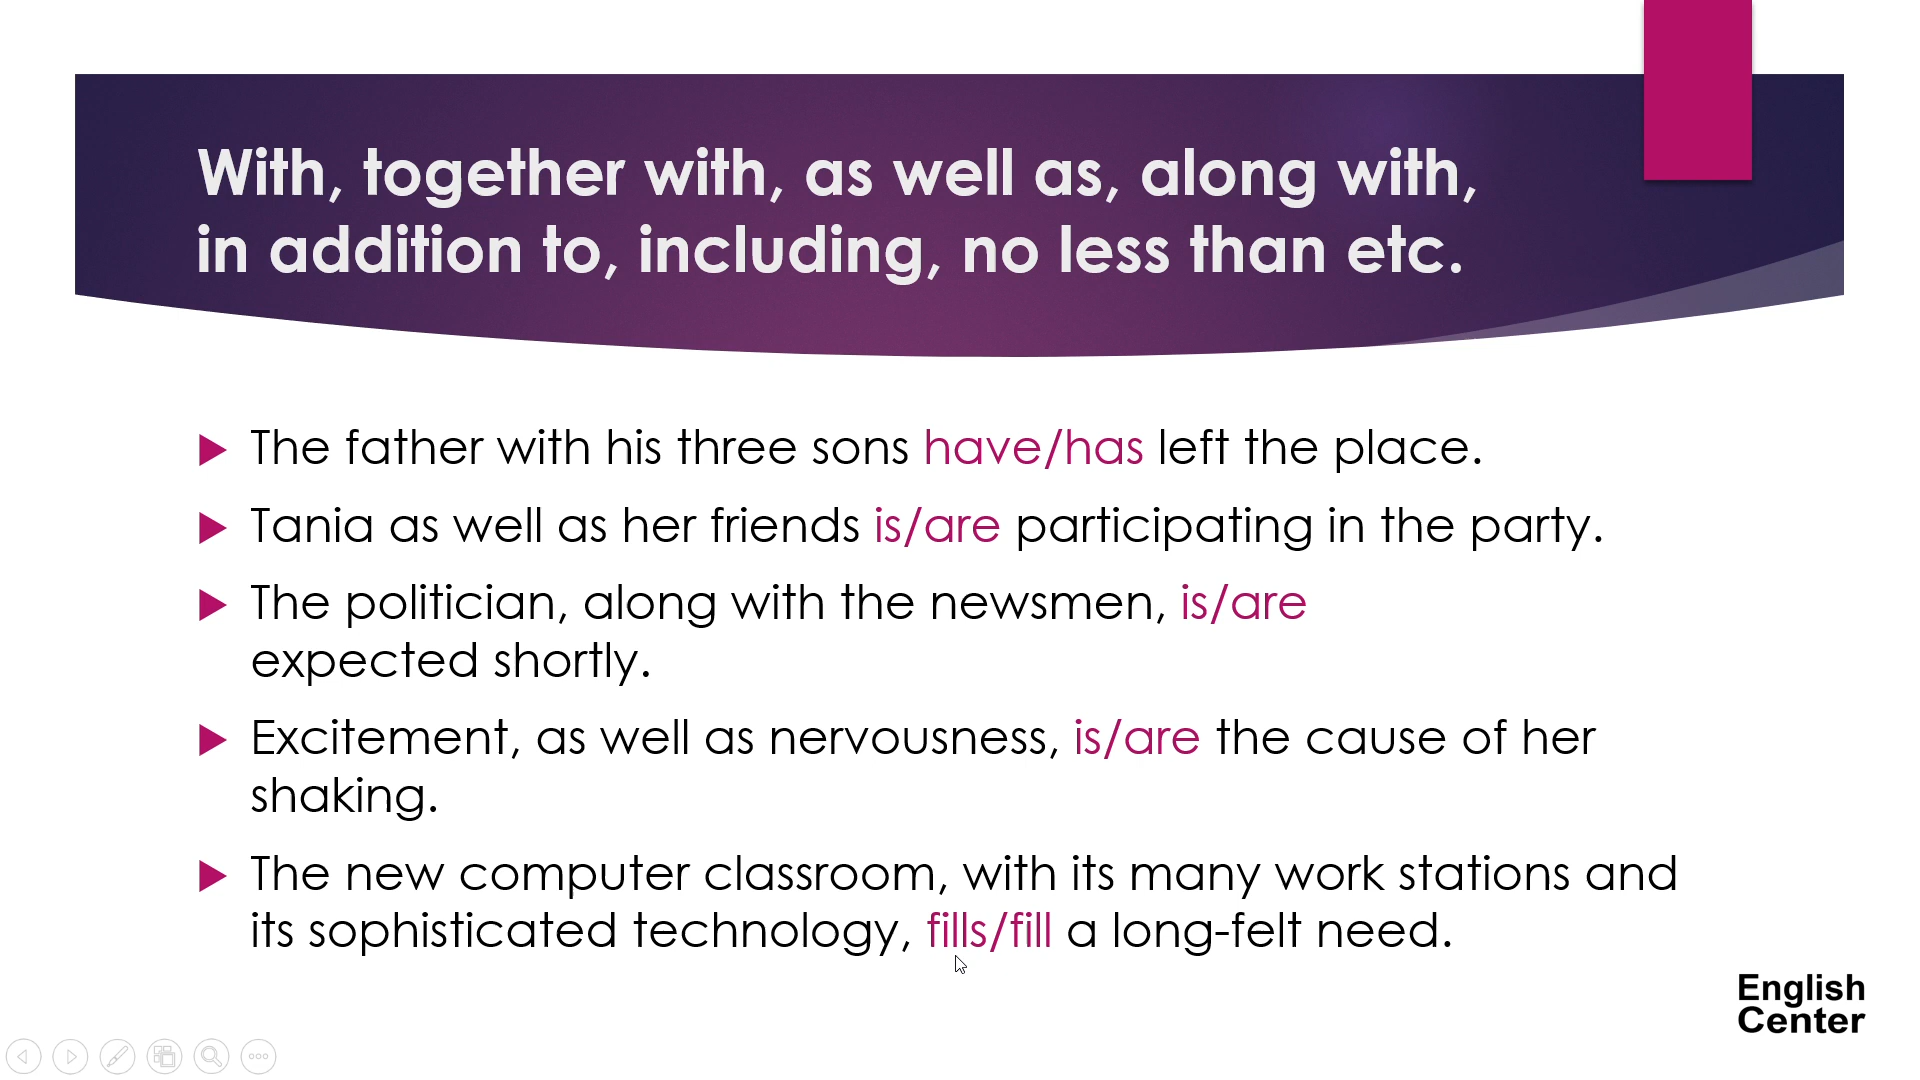 With, together with, as well as, along with,
in addition to, including, no less than etc.
The father with his three sons have/has left the place.
Tania as well as her friends is/are participating in the party.
The politician, along with the newsmen, is/are
expected shortly.
Excitement, as well as nervousness, is/are the cause of her
shaking.
The new computer classroom, with its many work stations and
its sophisticated technology, fills/fill a long-felt need.
English
Center